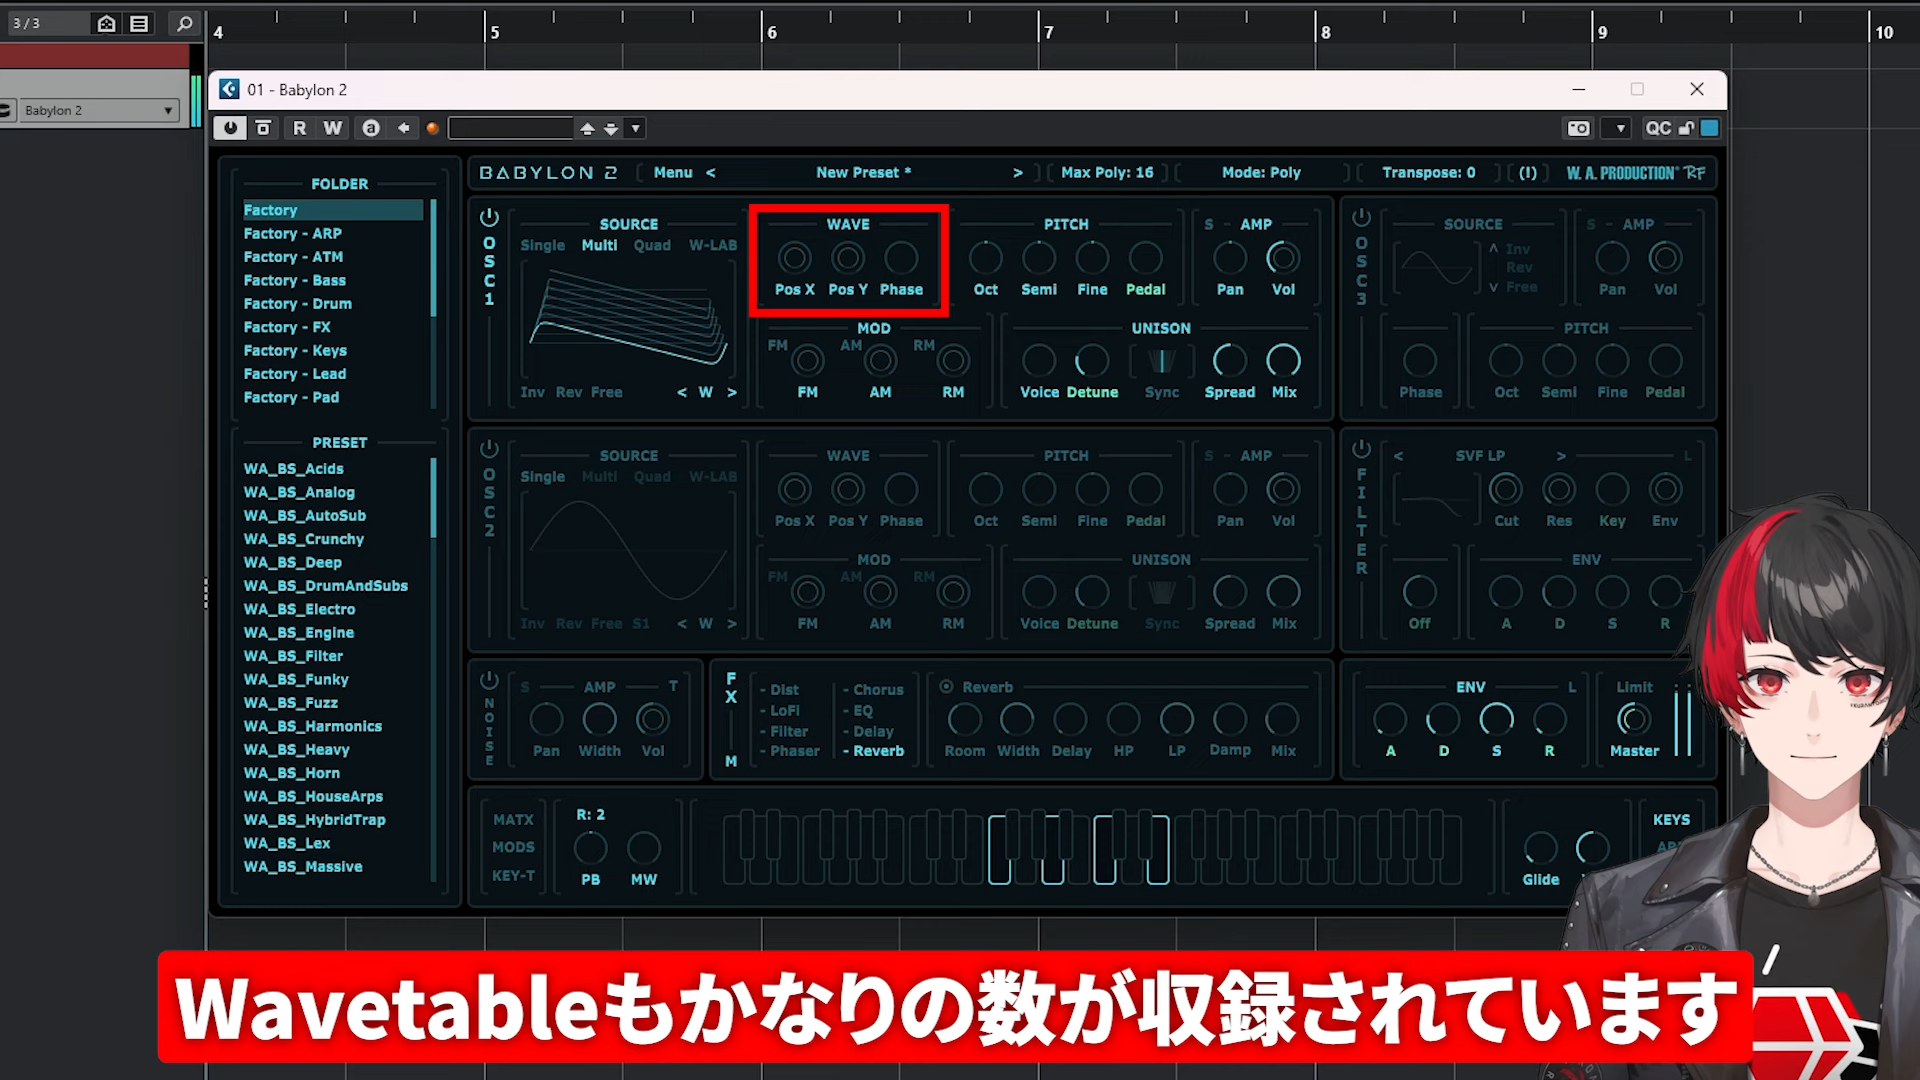 3 / 3
4 5 6 7 8 9 10
01 - Babylon 2
Babylon 2
R W a QC
FOLDER
Factory
Factory - ARP
Factory - ATM
Factory - Bass
Factory - Drum
Factory - FX
Factory - Keys
Factory - Lead
Factory - Pad
PRESET
WA_BS_Acids
WA_BS_Analog
WA_BS_AutoSub
WA_BS_Crunchy
WA_BS_Deep
WA_BS_DrumAndSubs
WA_BS_Electro
WA_BS_Engine
WA_BS_Filter
WA_BS_Funky
WA_BS_Fuzz
WA_BS_Harmonics
WA_BS_Heavy
WA_BS_Horn
WA_BS_HouseArps
WA_BS_HybridTrap
WA_BS_Lex
WA_BS_Massive
BABYLON 2 Menu < New Preset * > Max Poly: 16 Mode: Poly Transpose: 0 (!) W. A. PRODUCTION RF
OSC1
SOURCE
Single Multi Quad W-LAB
Inv Rev Free < W >
WAVE
Pos X Pos Y Phase
PITCH
Oct Semi Fine Pedal
S - AMP
Pan Vol
MOD
FM AM RM
FM AM RM
UNISON
Voice Detune Sync Spread Mix
OSC3
SOURCE
^ Inv
Rev
v Free
S - AMP
Pan Vol
Phase
PITCH
Oct Semi Fine Pedal
OSC2
SOURCE
Single Multi Quad W-LAB
Inv Rev Free S1 < W >
WAVE
Pos X Pos Y Phase
PITCH
Oct Semi Fine Pedal
S - AMP
Pan Vol
MOD
FM AM RM
FM AM RM
UNISON
Voice Detune Sync Spread Mix
FILTER
< SVF LP > L
Cut Res Key Env
Off
ENV
A D S R
NOISE
S AMP T
Pan Width Vol
FX
M
- Dist
- LoFi
- Filter
- Phaser
- Chorus
- EQ
- Delay
- Reverb
Reverb
Room Width Delay HP LP Damp Mix
ENV L
A D S R
Limit
Master
MATX
MODS
KEY-T
R: 2
PB MW
Glide
KEYS
Wavetableもかなりの数が収録されています